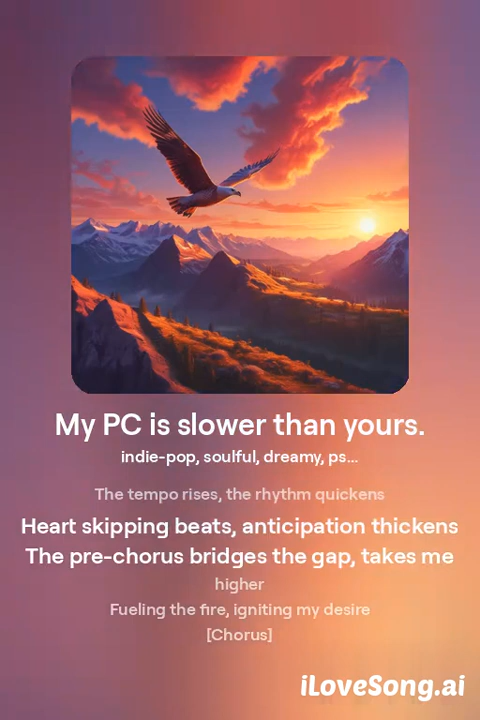 My PC is slower than yours.
indie-pop, soulful, dreamy, ps...
The tempo rises, the rhythm quickens
Heart skipping beats, anticipation thickens
The pre-chorus bridges the gap, takes me
higher
Fueling the fire, igniting my desire
[Chorus]
iLoveSong.ai